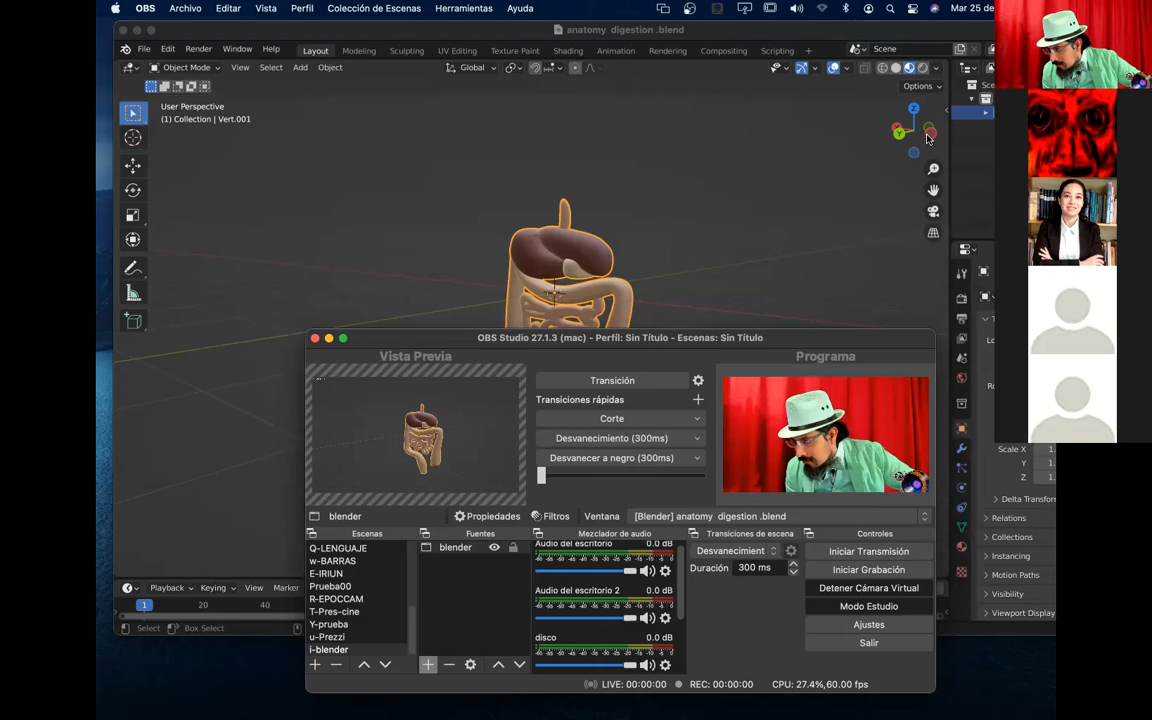 OBS Archivo Editar Vista Perfil Colección de Escenas Herramientas Ayuda Mar 25 de
anatomy digestion .blend
File Edit Render Window Help Layout Modeling Sculpting UV Editing Texture Paint Shading Animation Rendering Compositing Scripting Scene
Object Mode View Select Add Object Global
Options
User Perspective
(1) Collection | Vert.001
Z
Y
OBS Studio 27.1.3 (mac) - Perfil: Sin Título - Escenas: Sin Título
Vista Previa
Programa
Transición
Transiciones rápidas
Corte
Desvanecimiento (300ms)
Desvanecer a negro (300ms)
blender Propiedades Filtros Ventana [Blender] anatomy digestion .blend
Escenas Fuentes Mezclador de audio Transiciones de escena Controles
Q-LENGUAJE
w-BARRAS
E-IRIUN
Prueba00
R-EPOCCAM
T-Pres-cine
Y-prueba
u-Prezzi
i-blender
blender
Audio del escritorio 0.0 dB
Audio del escritorio 2 0.0 dB
disco 0.0 dB
Desvanecimient
Duración 300 ms
Iniciar Transmisión
Iniciar Grabación
Detener Cámara Virtual
Modo Estudio
Ajustes
Salir
LIVE: 00:00:00 REC: 00:00:00 CPU: 27.4%,60.00 fps
Scale X 1.
Y 1.
Z 1.
Delta Transform
Relations
Collections
Instancing
Motion Paths
Visibility
Viewport Display
Playback Keying View Marker
1 20 40
Select Box Select